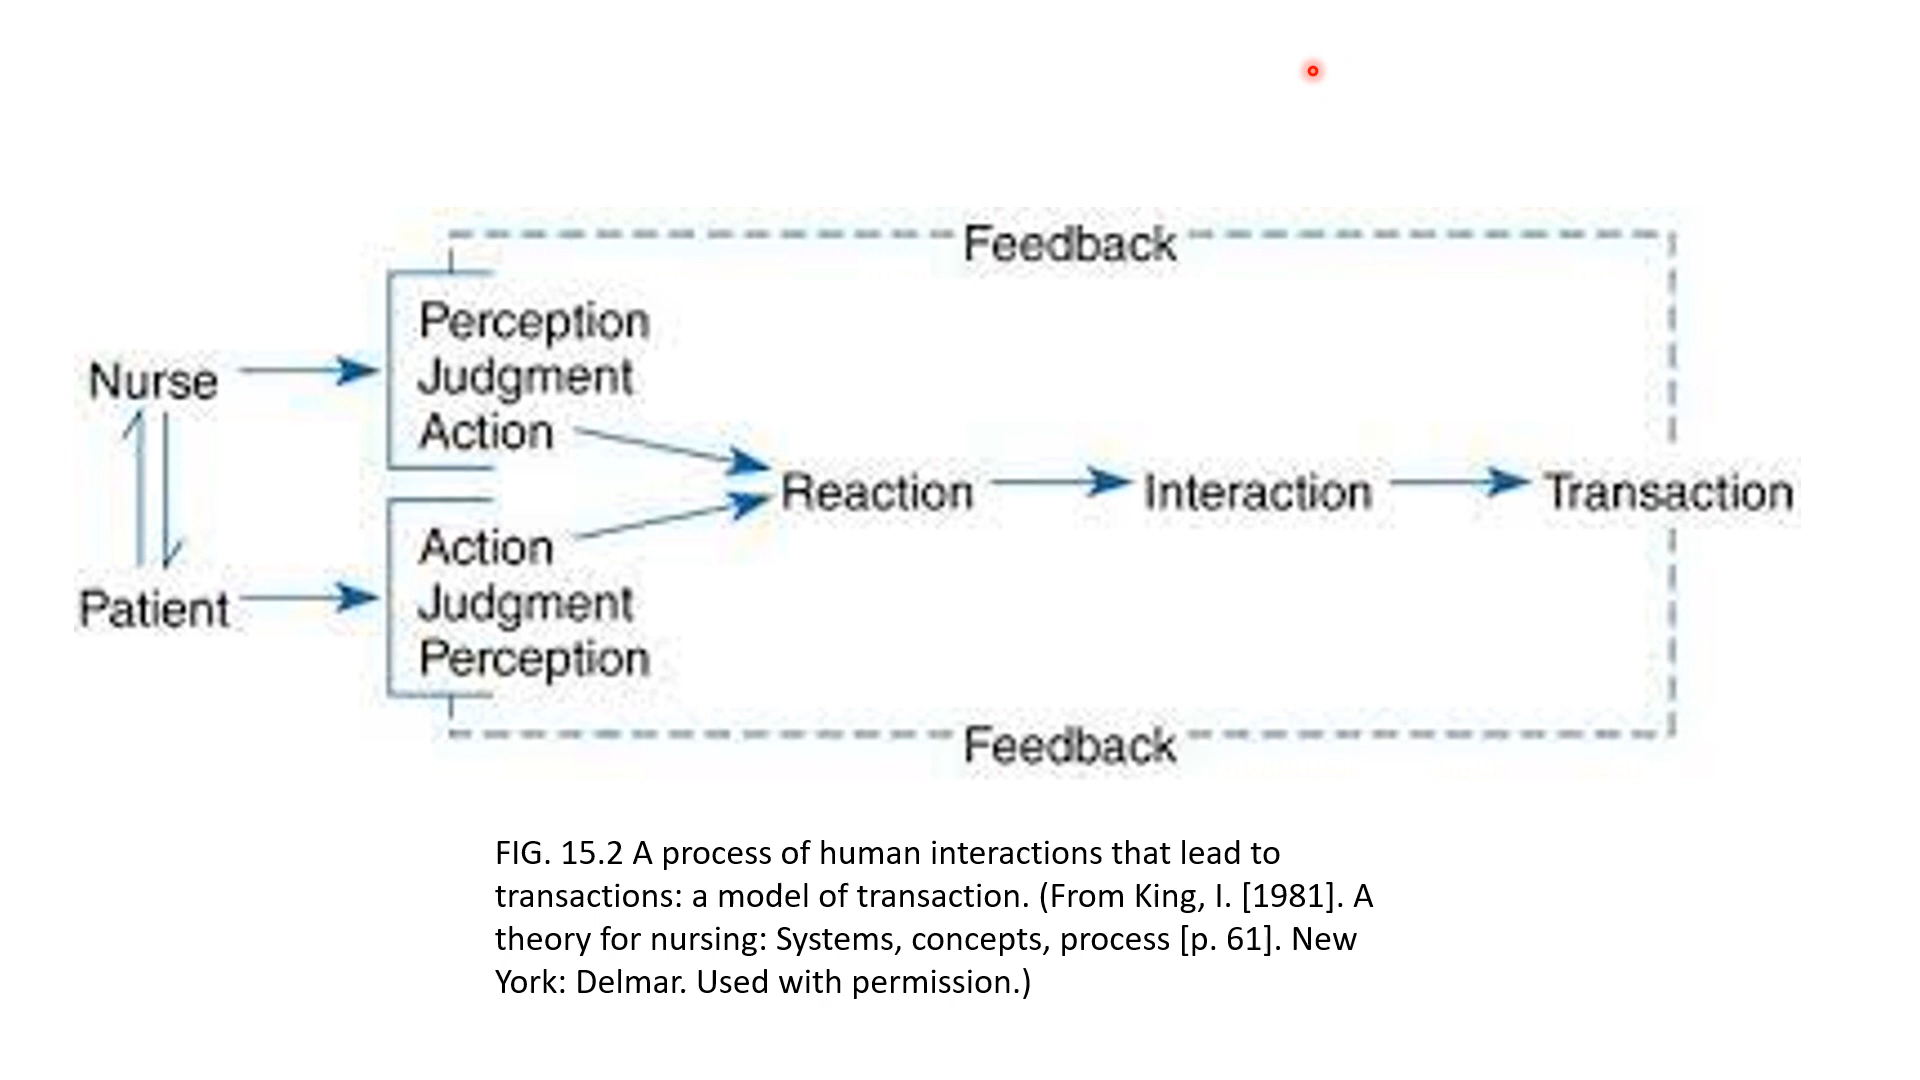 Feedback
Perception
Judgment
Nurse
Action
Reaction
Interaction
Transaction
Action
Judgment
Patient
Perception
Feedback
FIG. 15.2 A process of human interactions that lead to
transactions: a model of transaction. (From King, I. [1981]. A
theory for nursing: Systems, concepts, process [p. 61]. New
York: Delmar. Used with permission.)